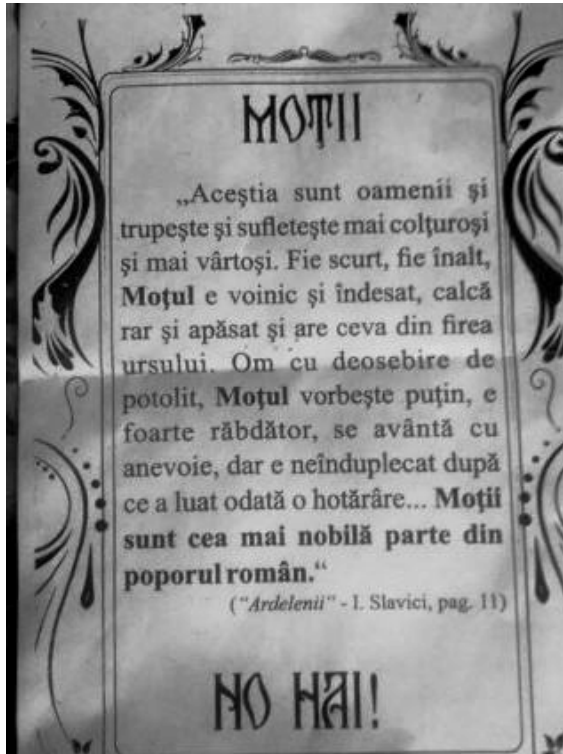 MOȚII
„Aceştia sunt oamenii şi
trupeşte şi sufleteşte mai colţuroşi
şi mai vârtoşi. Fie scurt, fie înalt,
Moţul e voinic şi îndesat, calcă
rar şi apăsat şi are ceva din firea
ursului. Om cu deosebire de
potolit, Moţul vorbeşte puţin, e
foarte răbdător, se avântă cu
anevoie, dar e neînduplecat după
ce a luat odată o hotărâre... Moţii
sunt cea mai nobilă parte din
poporul român.“
("Ardelenii" - I. Slavici, pag. 11)
NO HAI!